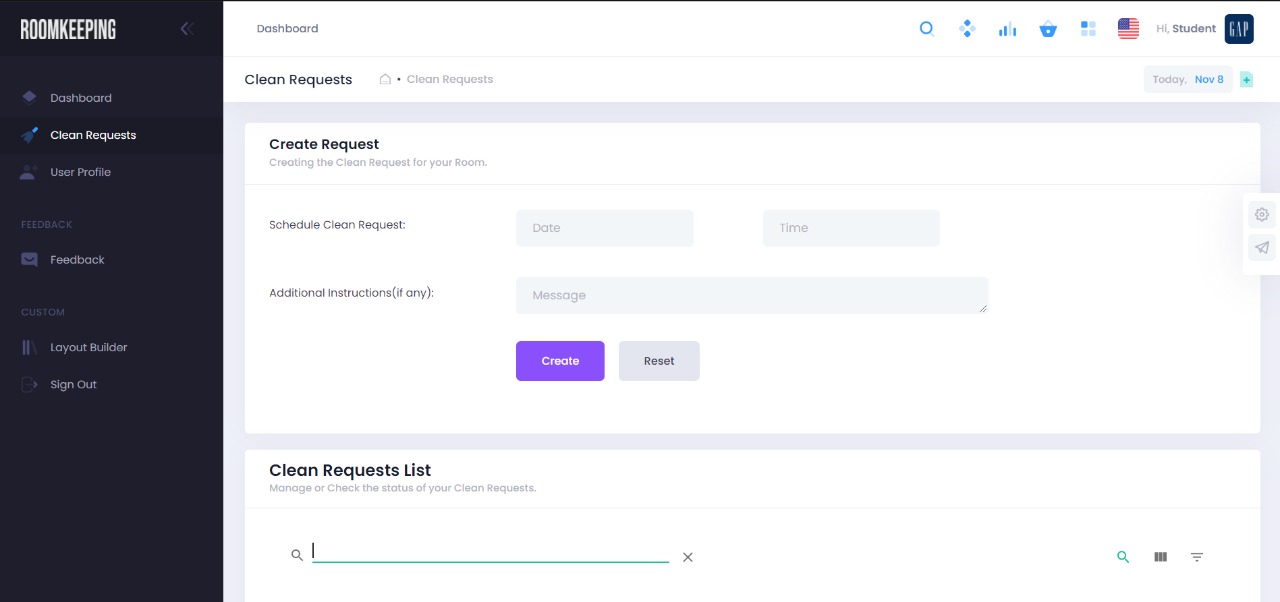 ROOMKEEPING
Dashboard
Hi, Student
GAP
Clean Requests
Clean Requests
Today, Nov 8
Dashboard
Clean Requests
User Profile
FEEDBACK
Feedback
CUSTOM
Layout Builder
Sign Out
Create Request
Creating the Clean Request for your Room.
Schedule Clean Request:
Date
Time
Additional Instructions(if any):
Message
Create
Reset
Clean Requests List
Manage or Check the status of your Clean Requests.